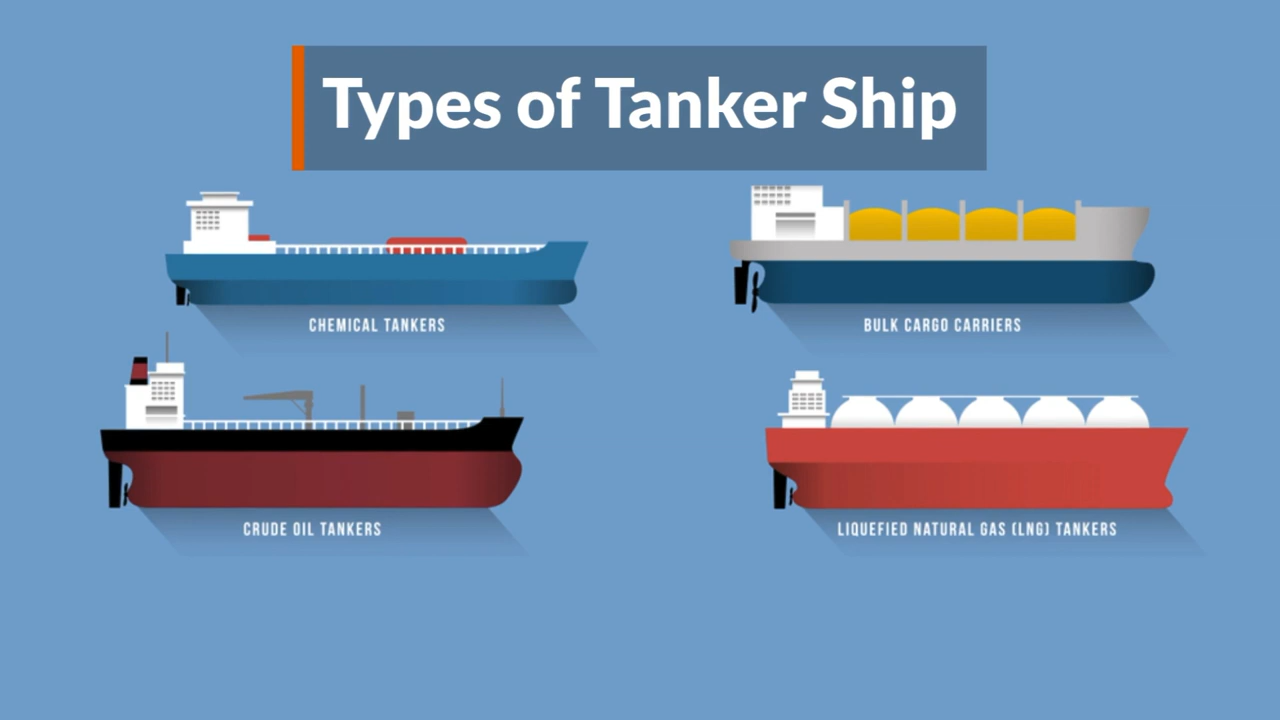 Types of Tanker Ship
CHEMICAL TANKERS
BULK CARGO CARRIERS
CRUDE OIL TANKERS
LIQUEFIED NATURAL GAS (LNG) TANKERS